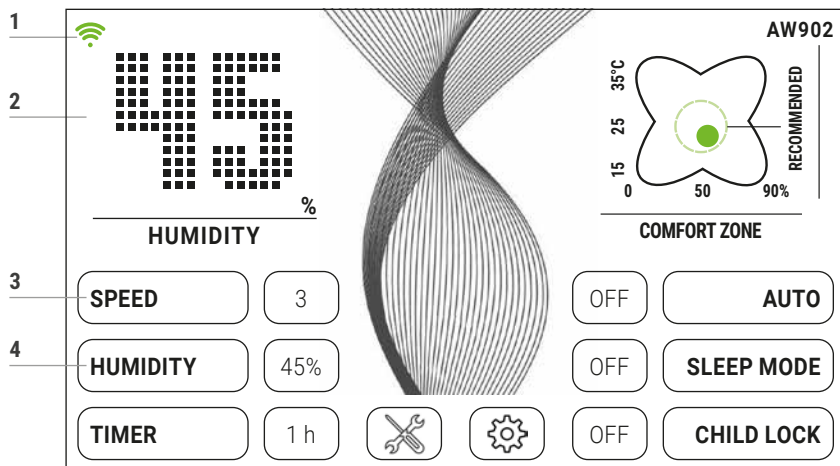 1
AW902
45
2
%
HUMIDITY
35°C
25
15
0 50 90%
RECOMMENDED
COMFORT ZONE
3
SPEED 3 OFF AUTO
4
HUMIDITY 45% OFF SLEEP MODE
TIMER 1 h OFF CHILD LOCK